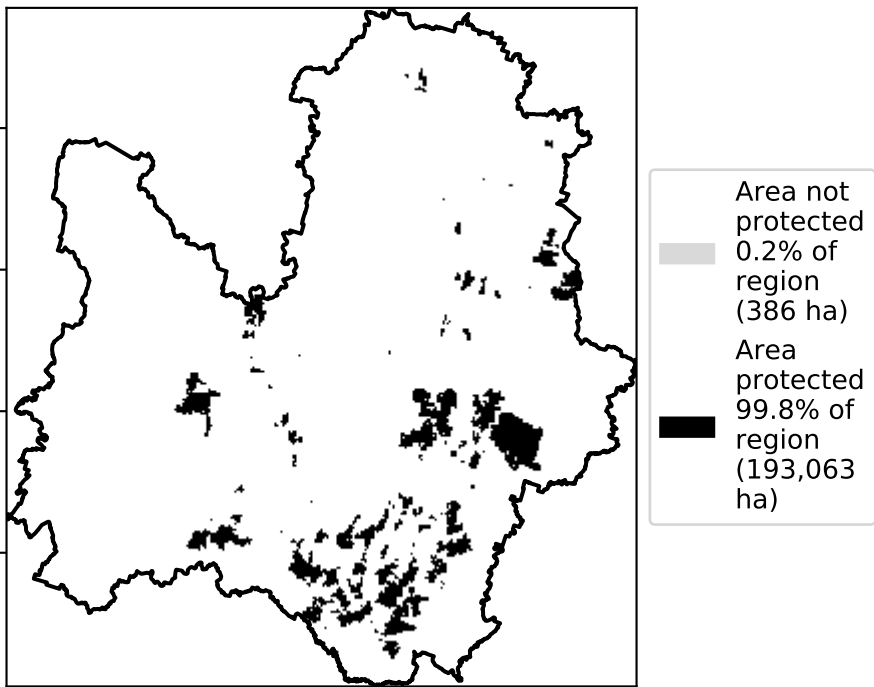 Area not
protected
0.2% of
region
(386 ha)
Area
protected
99.8% of
region
(193,063
ha)